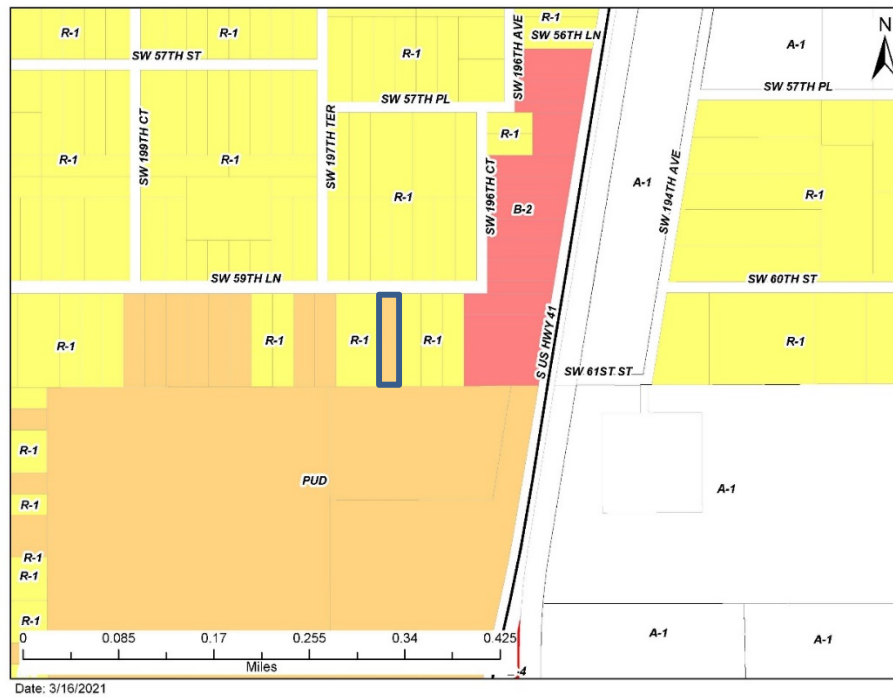 R-1
R-1
R-1
SW 196TH AVE
SW 56TH LN
A-1
N
SW 57TH ST
R-1
SW 57TH PL
SW 57TH PL
R-1
SW 199TH CT
R-1
SW 197TH TER
R-1
SW 196TH CT
R-1
B-2
A-1
SW 194TH AVE
R-1
SW 59TH LN
SW 60TH ST
R-1
R-1
R-1
R-1
S US HWY 41
R-1
SW 61ST ST
R-1
PUD
A-1
R-1
R-1
R-1
R-1
0 0.085 0.17 0.255 0.34 0.425
Miles
A-1
A-1
Date: 3/16/2021